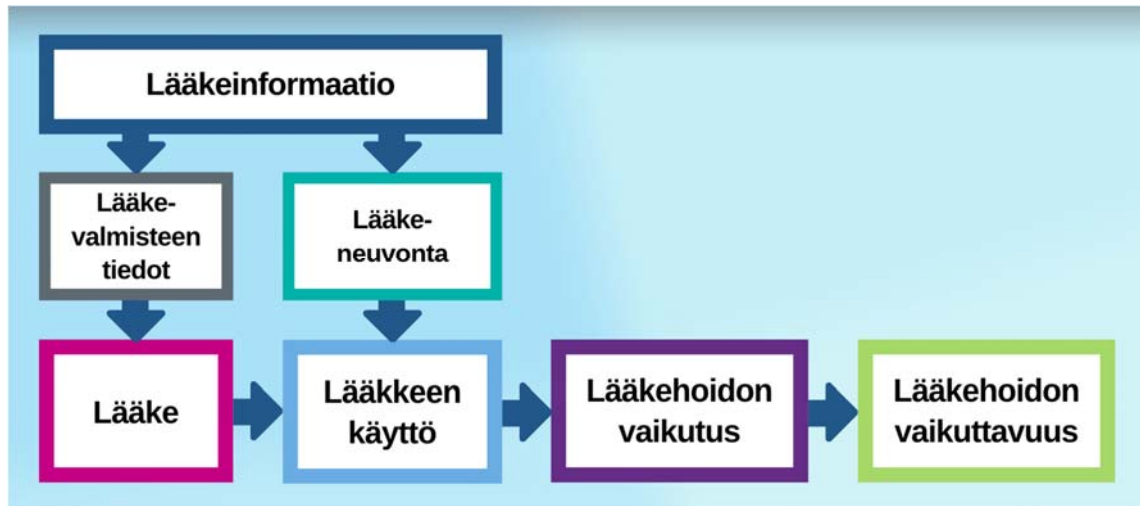 Lääkeinformaatio
Lääke-
valmisteen
tiedot
Lääke-
neuvonta
Lääke
Lääkkeen
käyttö
Lääkehoidon
vaikutus
Lääkehoidon
vaikuttavuus